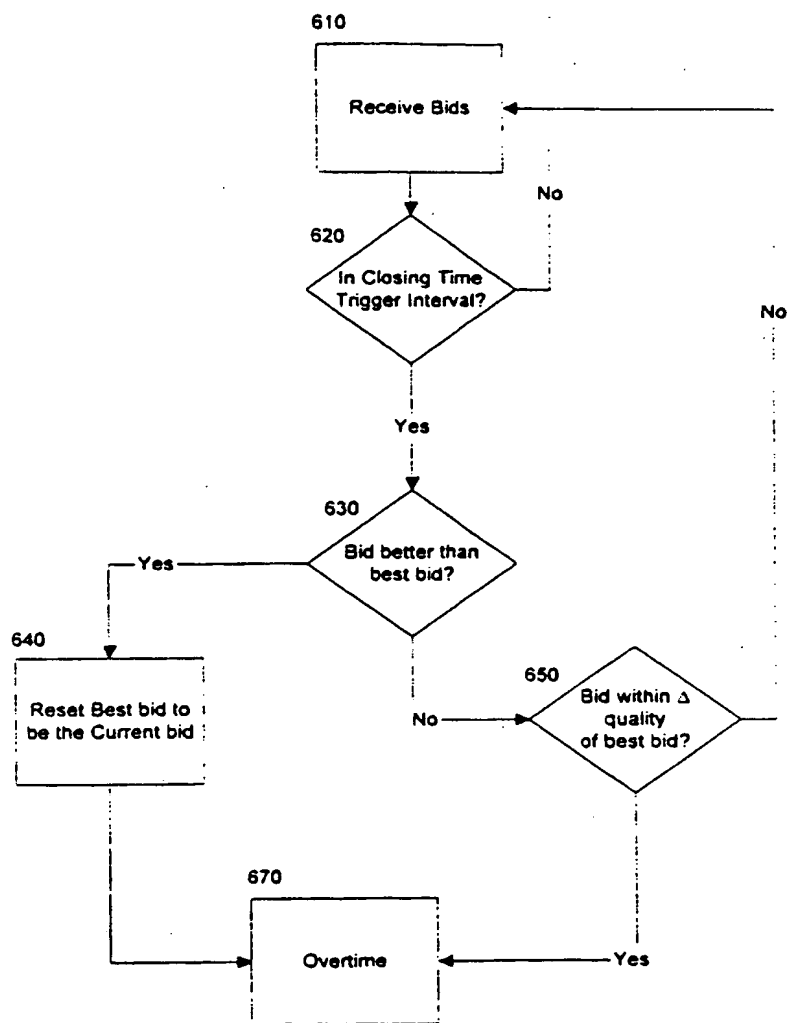 610
Receive Bids
No
620
In Closing Time
Trigger Interval?
No
Yes
630
Bid better than
best bid?
Yes
640
Reset Best bid to
be the Current bid
650
Bid within Δ
quality
of best bid?
No
670
Overtime
Yes